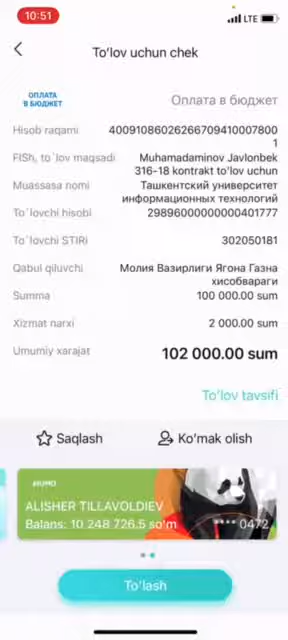 10:51
LTE
To'lov uchun chek
ОПЛАТА
В БЮДЖЕТ
Оплата в бюджет
Hisob raqami
40091086026266709410007800
1
FISh, to`lov maqsadi
Muhamadaminov Javlonbek
316-18 kontrakt to'lov uchun
Muassasa nomi
Ташкентский университет
информационных технологий
To`lovchi hisobi
29896000000000401777
To`lovchi STIRi
302050181
Qabul qiluvchi
Молия Вазирлиги Ягона Газна
хисобвараги
Summa
100 000.00 sum
Xizmat narxi
2 000.00 sum
Umumiy xarajat
102 000.00 sum
To'lov tavsifi
Saqlash
Ko'mak olish
HUMO
ALISHER TILLAVOLDIEV
Balans: 10 248 726.5 so'm
**** 0472
To'lash